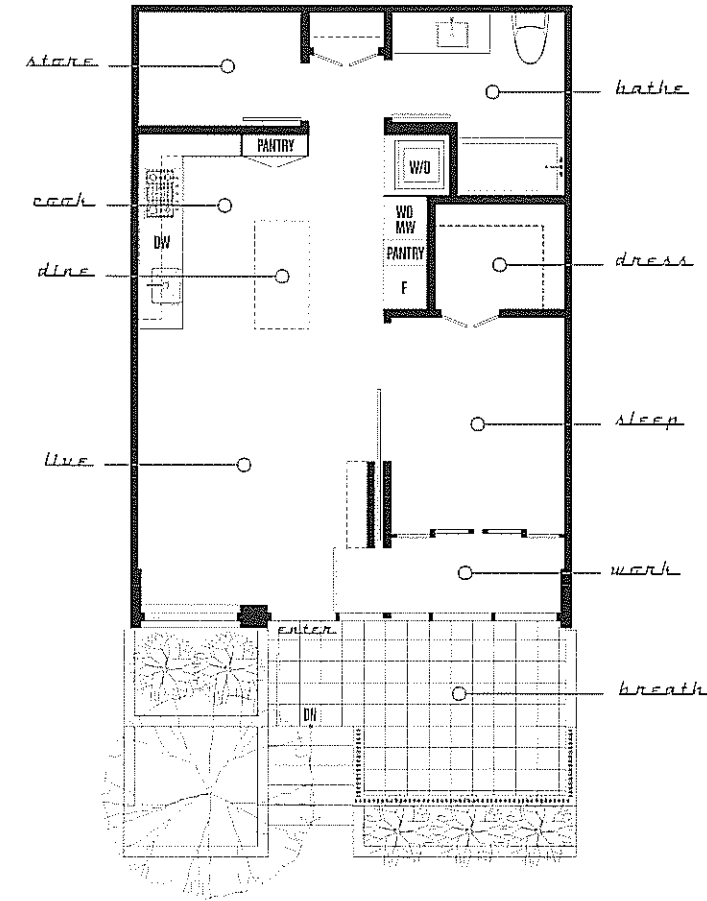 store
bathe
PANTRY
W/D
cook
WO
MW
DW
PANTRY
dine
dress
F
sleep
live
work
enter
breath
DN